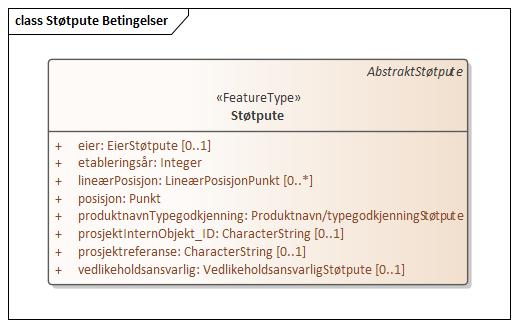 class Støtpute Betingelser
AbstraktStøtpute
«FeatureType»
Støtpute
+ eier: EierStøtpute [0..1]
+ etableringsår: Integer
+ lineærPosisjon: LineærPosisjonPunkt [0..*]
+ posisjon: Punkt
+ produktnavnTypegodkjenning: Produktnavn/typegodkjenningStøtpute
+ prosjektInternObjekt_ID: CharacterString [0..1]
+ prosjektreferanse: CharacterString [0..1]
+ vedlikeholdsansvarlig: VedlikeholdsansvarligStøtpute [0..1]